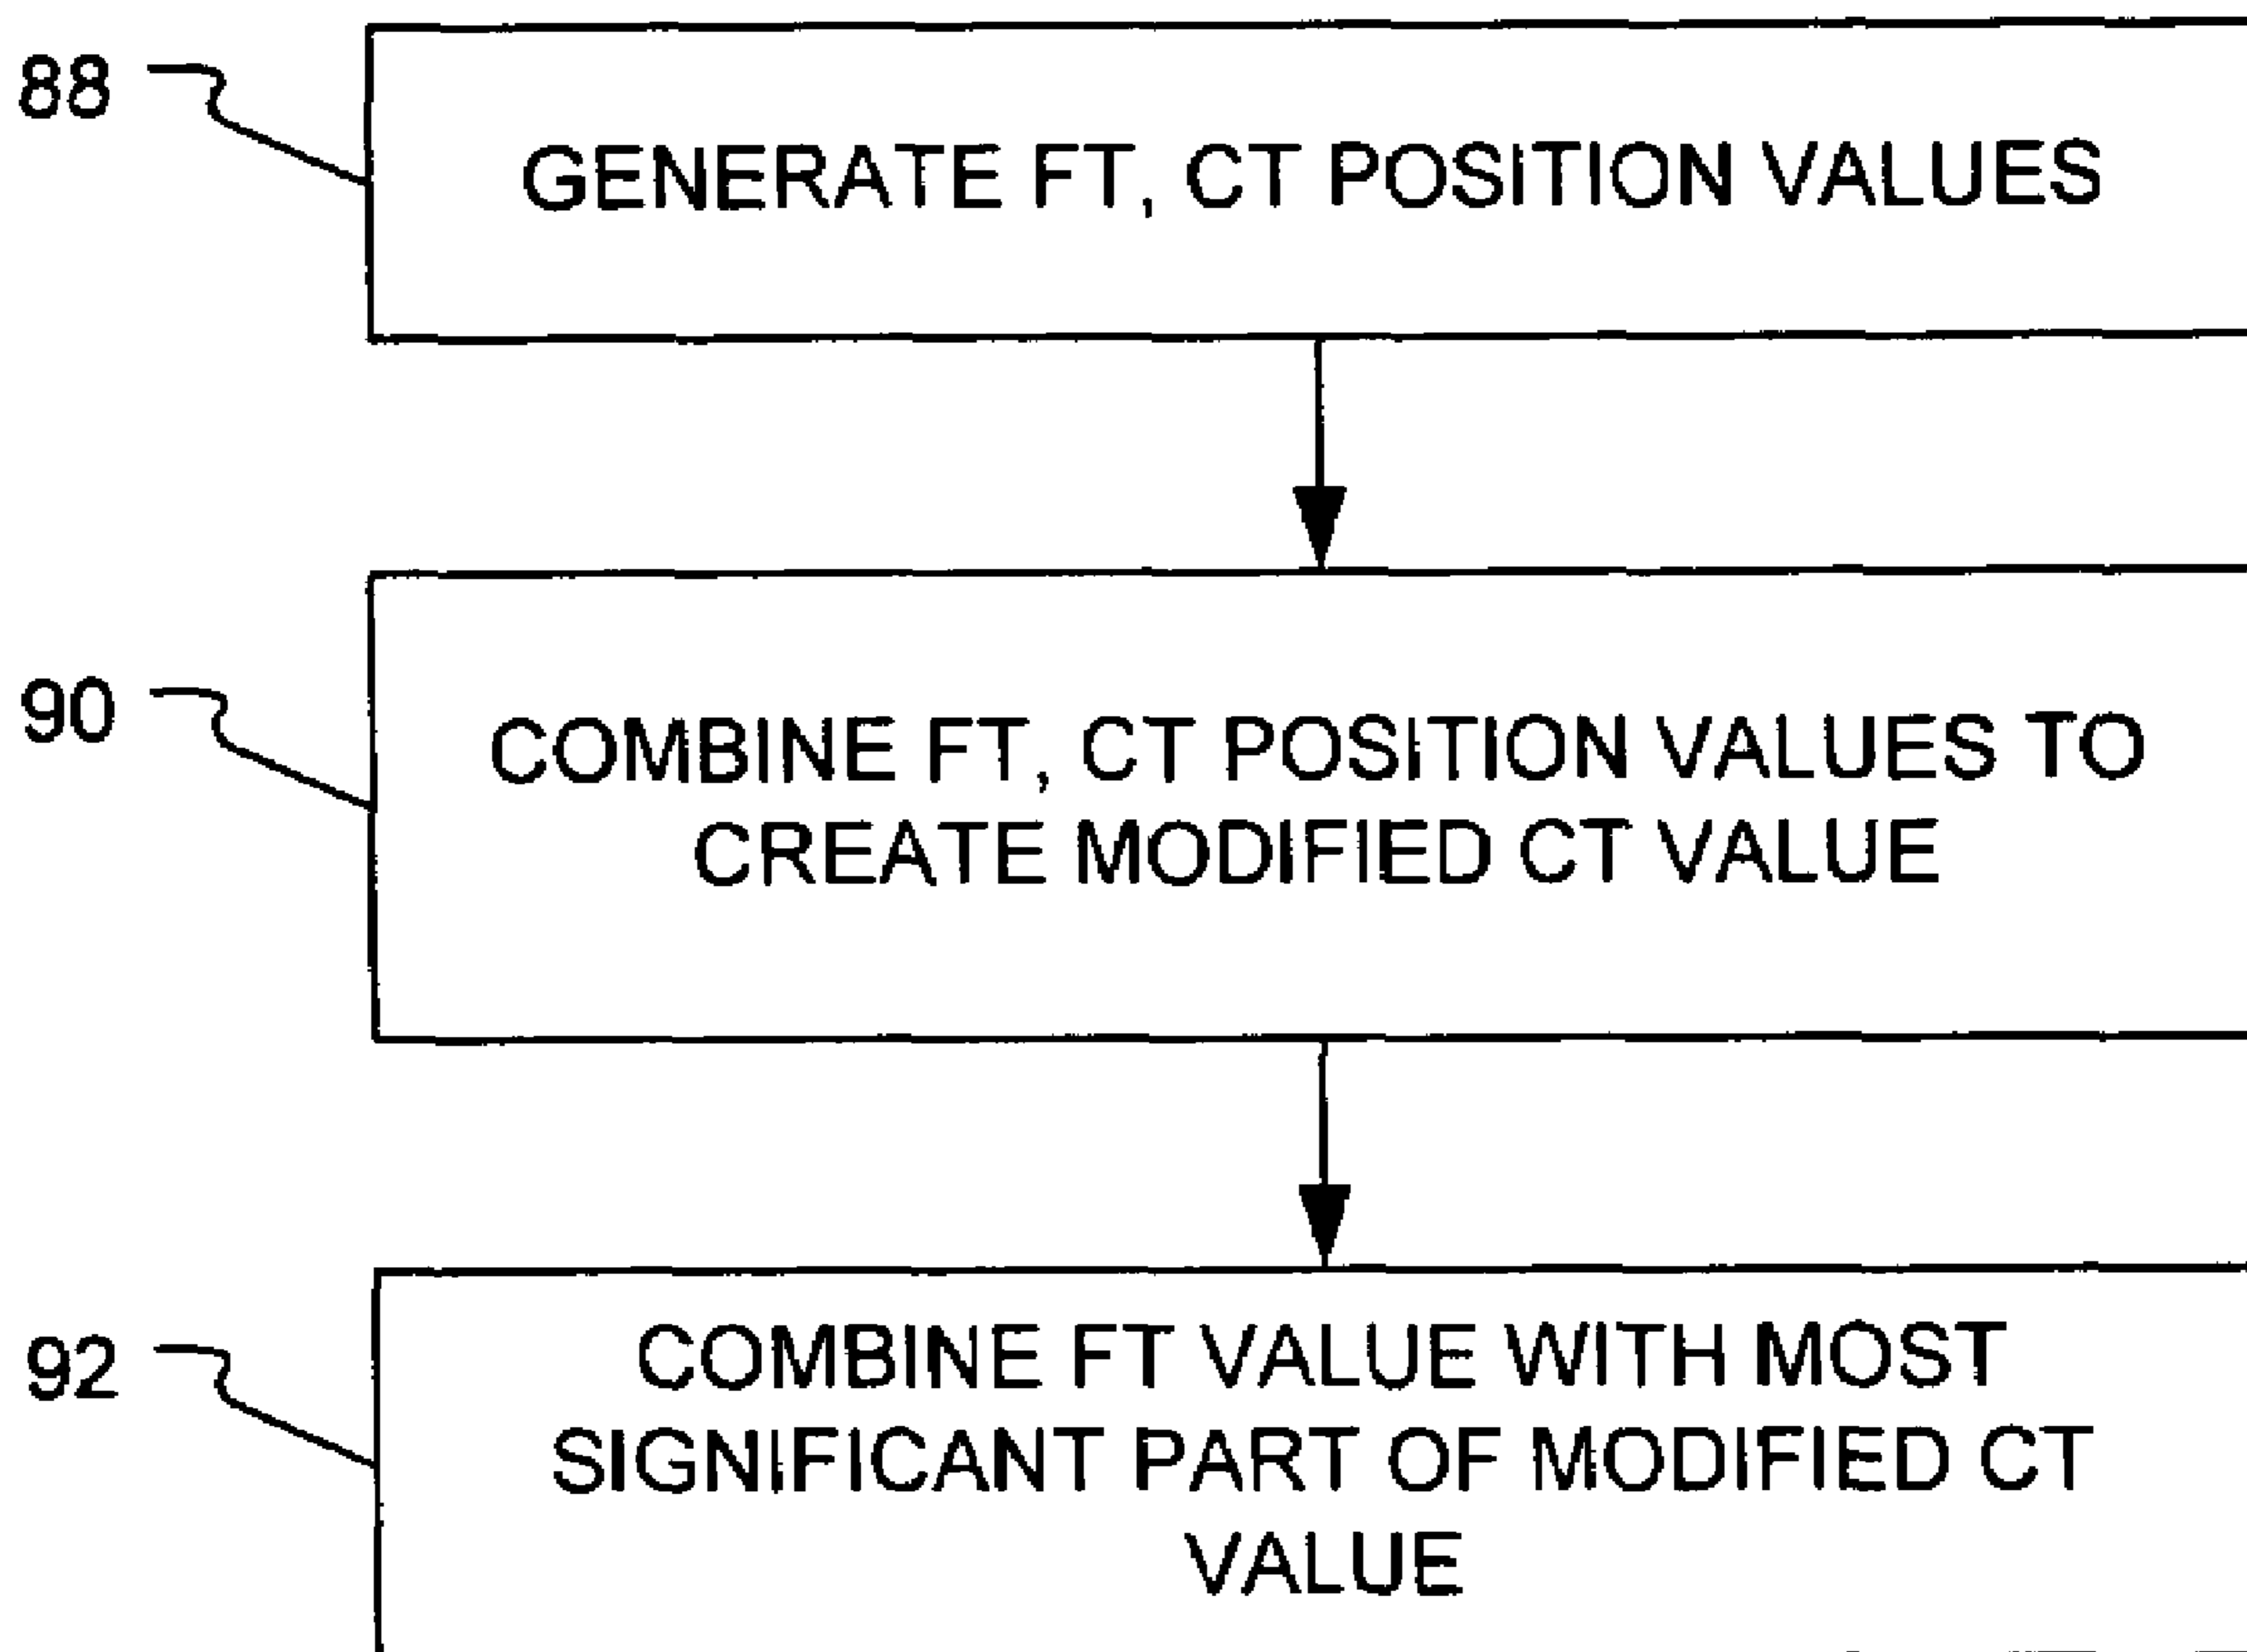 88
GENERATE FT, CT POSITION VALUES
90
COMBINE FT, CT POSITION VALUES TO
CREATE MODIFIED CT VALUE
92
COMBINE FT VALUE WITH MOST
SIGNIFICANT PART OF MODIFIED CT
VALUE